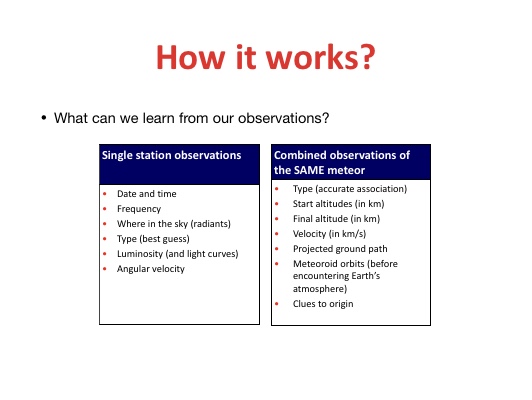 How it works?
• What can we learn from our observations?
Single station observations
• Date and time
• Frequency
• Where in the sky (radiants)
• Type (best guess)
• Luminosity (and light curves)
• Angular velocity
Combined observations of
the SAME meteor
• Type (accurate association)
• Start altitudes (in km)
• Final altitude (in km)
• Velocity (in km/s)
• Projected ground path
• Meteoroid orbits (before
encountering Earth's
atmosphere)
• Clues to origin